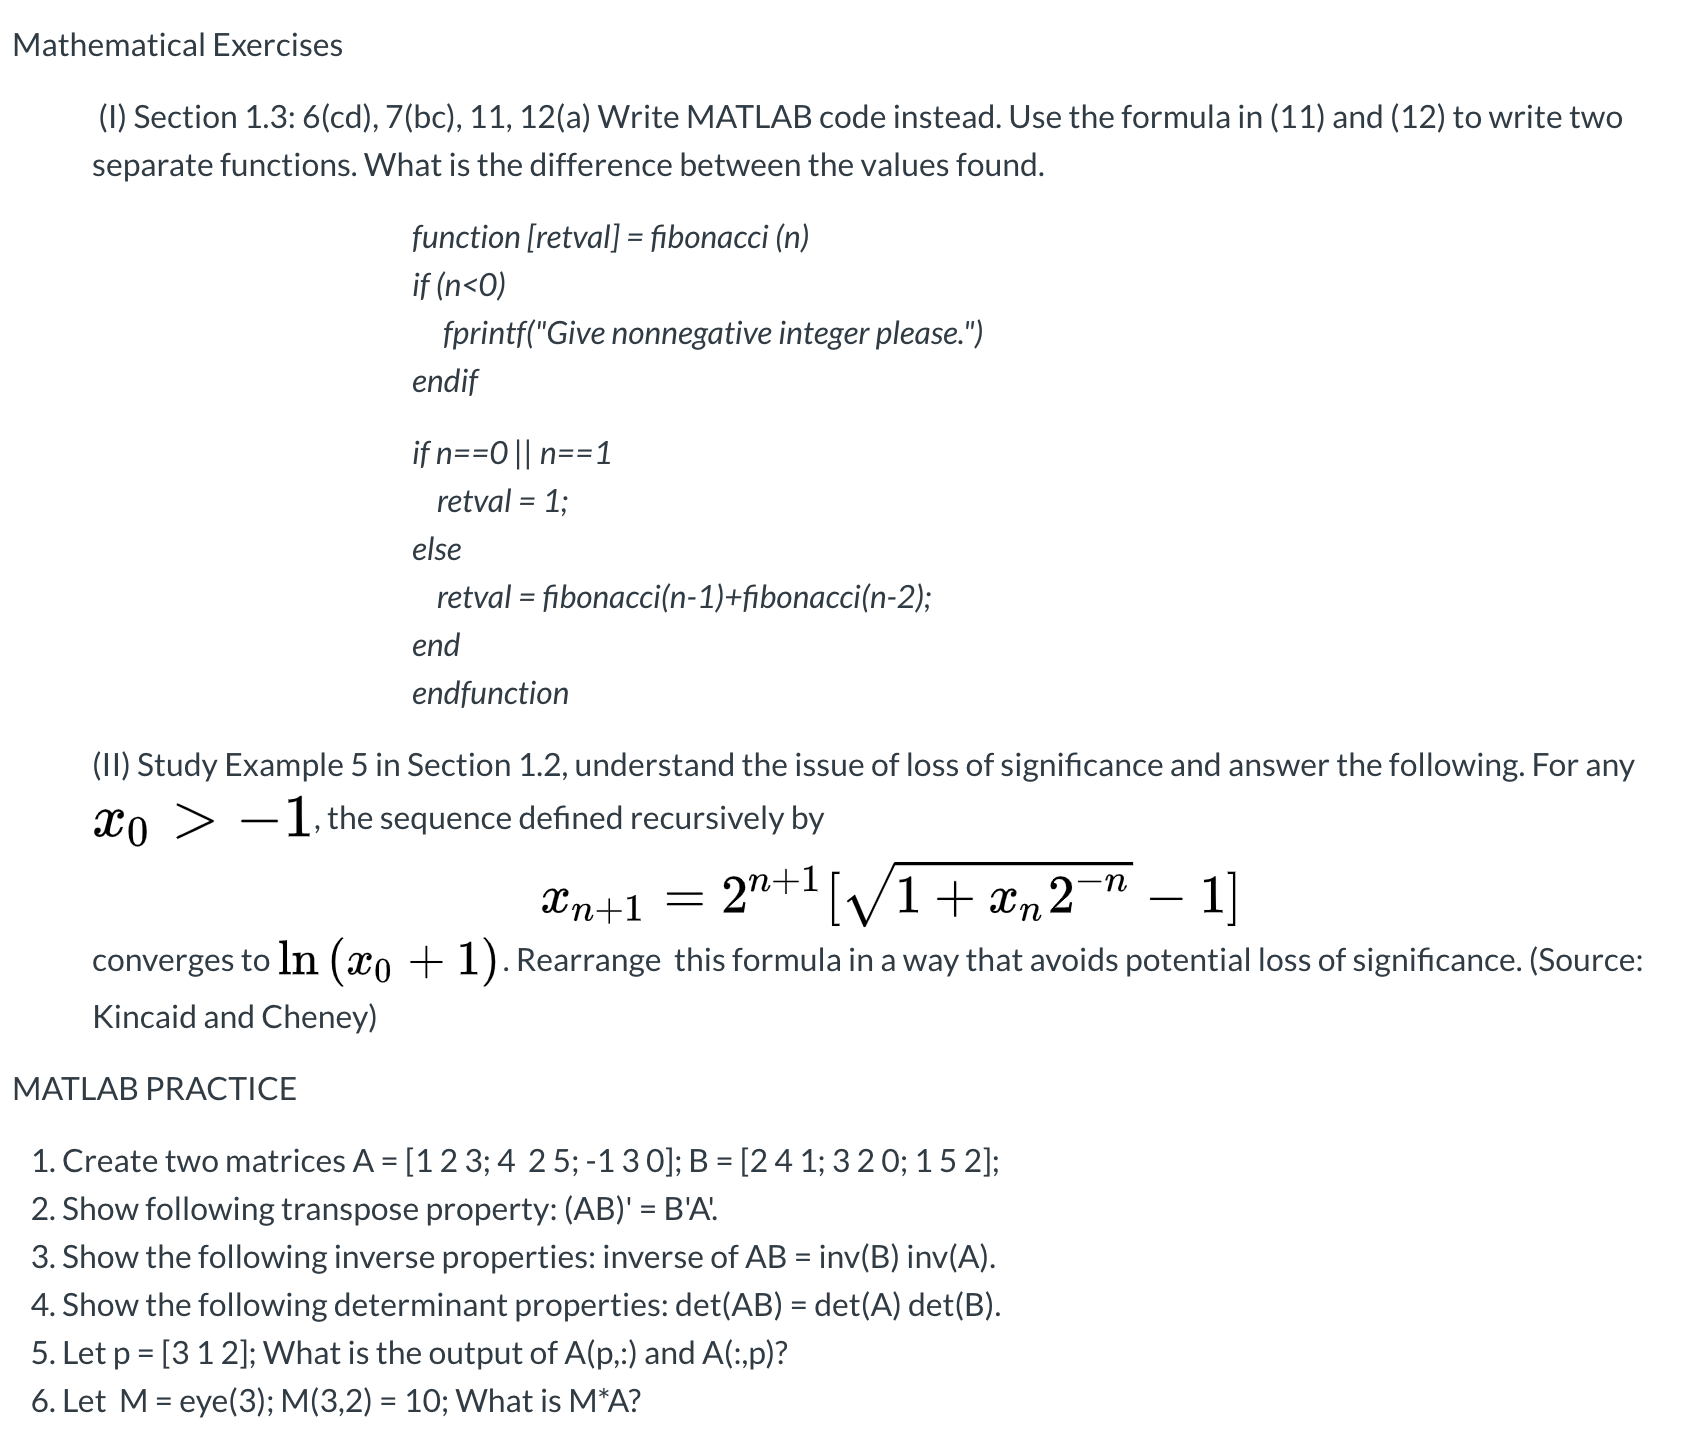 Mathematical Exercises
(I) Section 1.3: 6(cd), 7(bc), 11, 12(a) Write MATLAB code instead. Use the formula in (11) and (12) to write two
separate functions. What is the difference between the values found.
function [retval] = fibonacci (n)
if (n<0)
fprintf("Give nonnegative integer please.")
endif
if n==0 || n==1
retval = 1;
else
retval = fibonacci(n-1)+fibonacci(n-2);
end
endfunction
(II) Study Example 5 in Section 1.2, understand the issue of loss of significance and answer the following. For any
x₀ > −1, the sequence defined recursively by
xₙ₊₁ = 2ⁿ⁺¹[√(1 + xₙ2⁻ⁿ) − 1]
converges to ln (x₀ + 1). Rearrange this formula in a way that avoids potential loss of significance. (Source:
Kincaid and Cheney)
MATLAB PRACTICE
1. Create two matrices A = [1 2 3; 4 2 5; -1 3 0]; B = [2 4 1; 3 2 0; 1 5 2];
2. Show following transpose property: (AB)' = B'A'.
3. Show the following inverse properties: inverse of AB = inv(B) inv(A).
4. Show the following determinant properties: det(AB) = det(A) det(B).
5. Let p = [3 1 2]; What is the output of A(p,:) and A(:,p)?
6. Let M = eye(3); M(3,2) = 10; What is M*A?